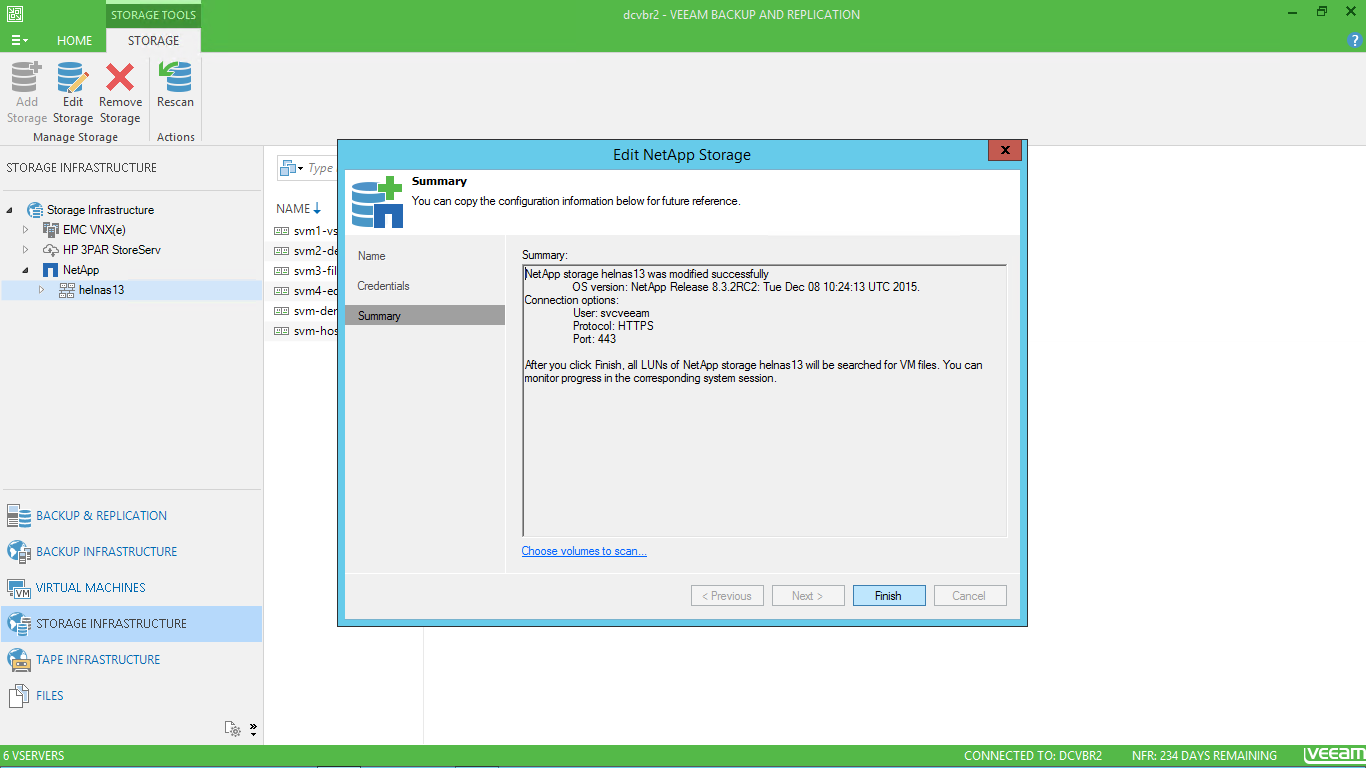 STORAGE TOOLS
dcvbr2 - VEEAM BACKUP AND REPLICATION
HOME
STORAGE
?
Add
Storage
Edit
Storage
Remove
Storage
Rescan
Manage Storage
Actions
STORAGE INFRASTRUCTURE
Storage Infrastructure
EMC VNX(e)
HP 3PAR StoreServ
NetApp
helnas13
Type
NAME
svm1-vs
svm2-de
svm3-fil
svm4-ec
svm-der
svm-hos
Edit NetApp Storage
x
Summary
You can copy the configuration information below for future reference.
Name
Credentials
Summary
Summary:
NetApp storage helnas13 was modified successfully
OS version: NetApp Release 8.3.2RC2: Tue Dec 08 10:24:13 UTC 2015.
Connection options:
User: svcveeam
Protocol: HTTPS
Port: 443
After you click Finish, all LUNs of NetApp storage helnas13 will be searched for VM files. You can
monitor progress in the corresponding system session.
Choose volumes to scan...
< Previous
Next >
Finish
Cancel
BACKUP & REPLICATION
BACKUP INFRASTRUCTURE
VM
VIRTUAL MACHINES
STORAGE INFRASTRUCTURE
TAPE INFRASTRUCTURE
FILES
6 VSERVERS
CONNECTED TO: DCVBR2
NFR: 234 DAYS REMAINING
veeam